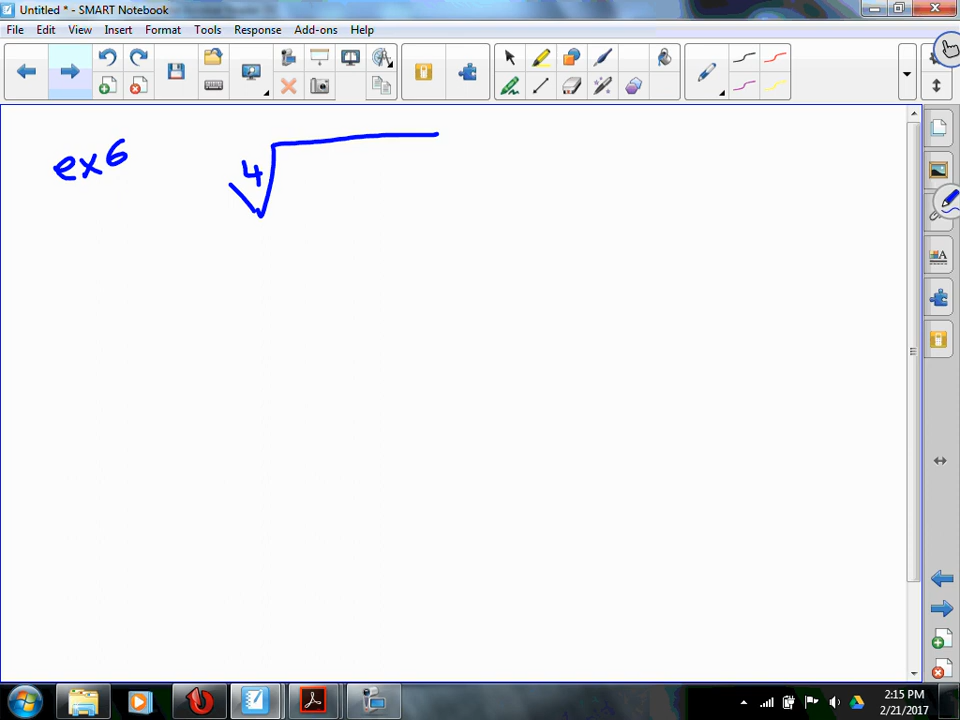 Untitled * - SMART Notebook
File Edit View Insert Format Tools Response Add-ons Help
ex6 4√
2:15 PM
2/21/2017